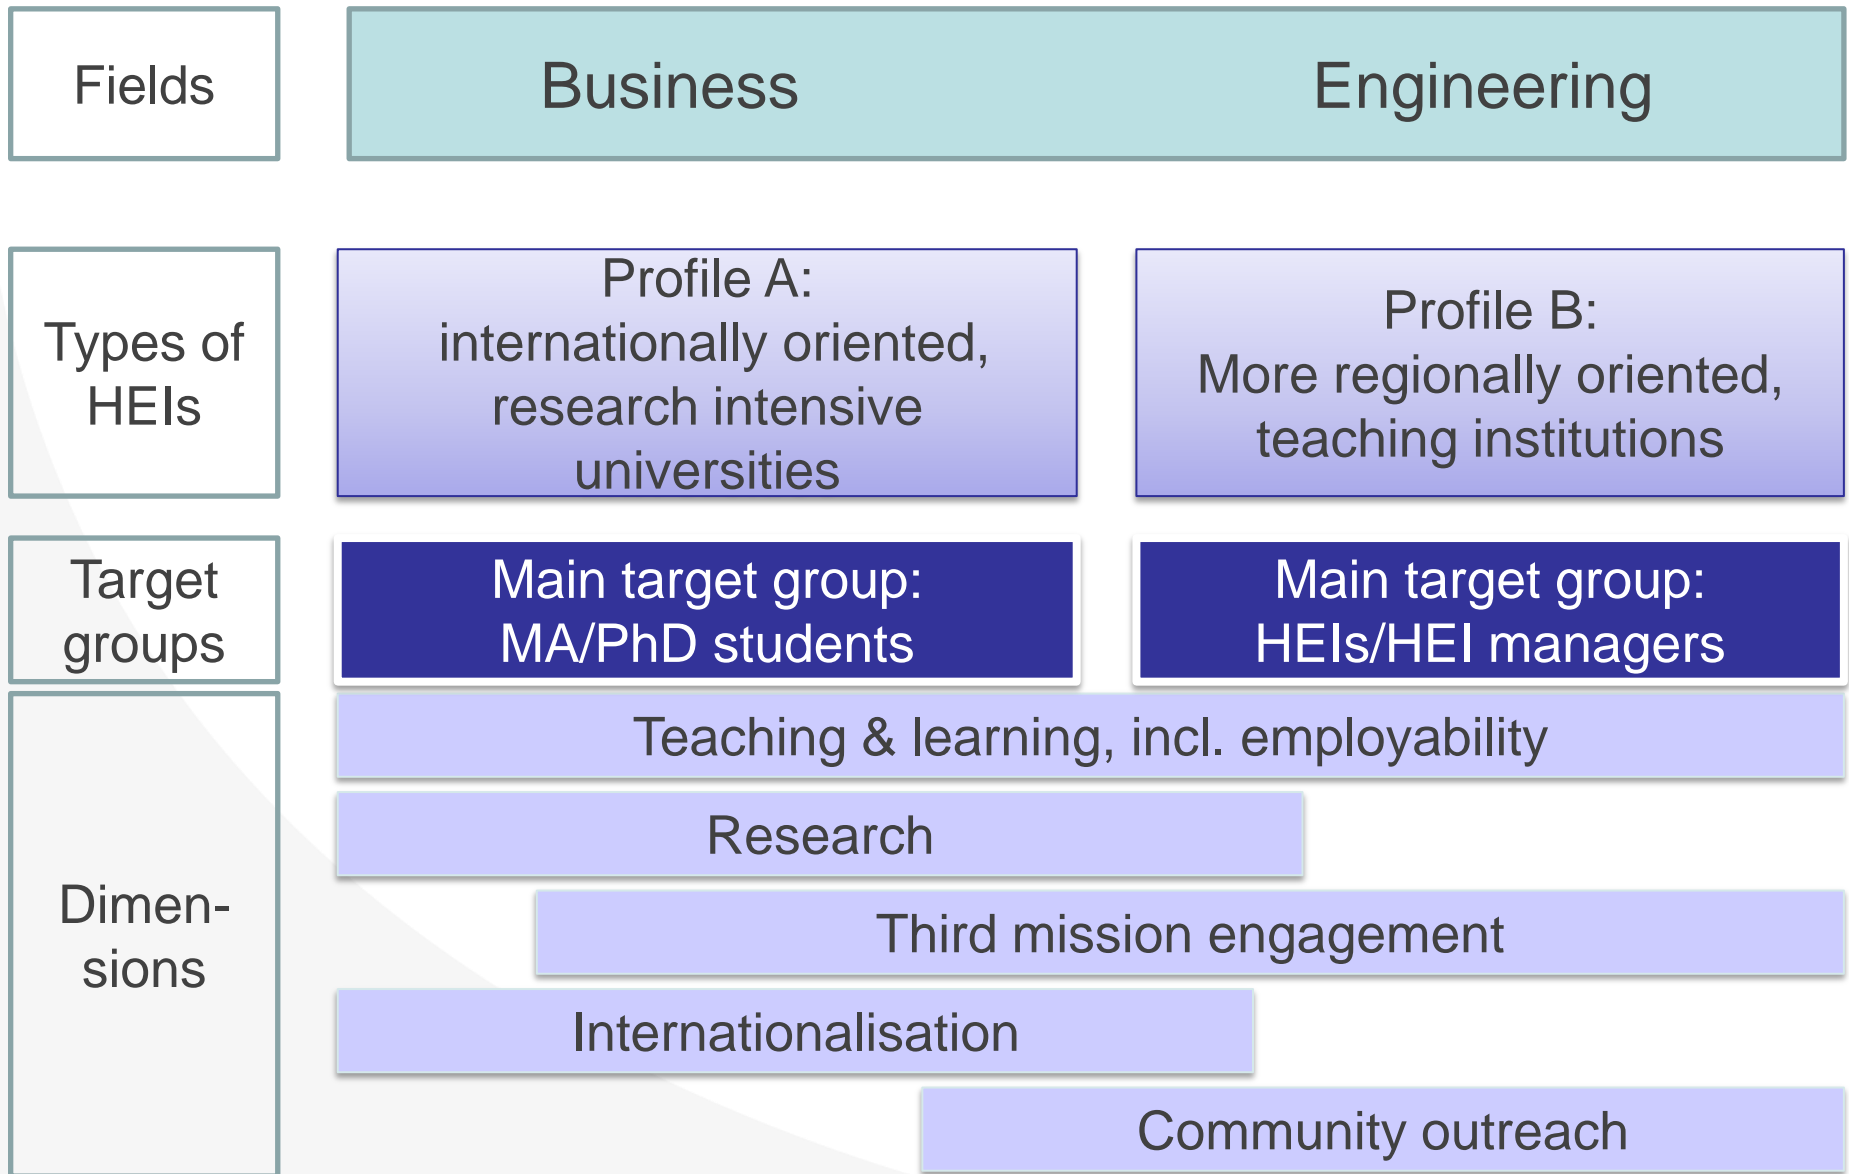 Fields
Business
Engineering
Types of
HEIs
Profile A:
internationally oriented,
research intensive
universities
Profile B:
More regionally oriented,
teaching institutions
Target
groups
Main target group:
MA/PhD students
Main target group:
HEIs/HEI managers
Dimen-
sions
Teaching & learning, incl. employability
Research
Third mission engagement
Internationalisation
Community outreach